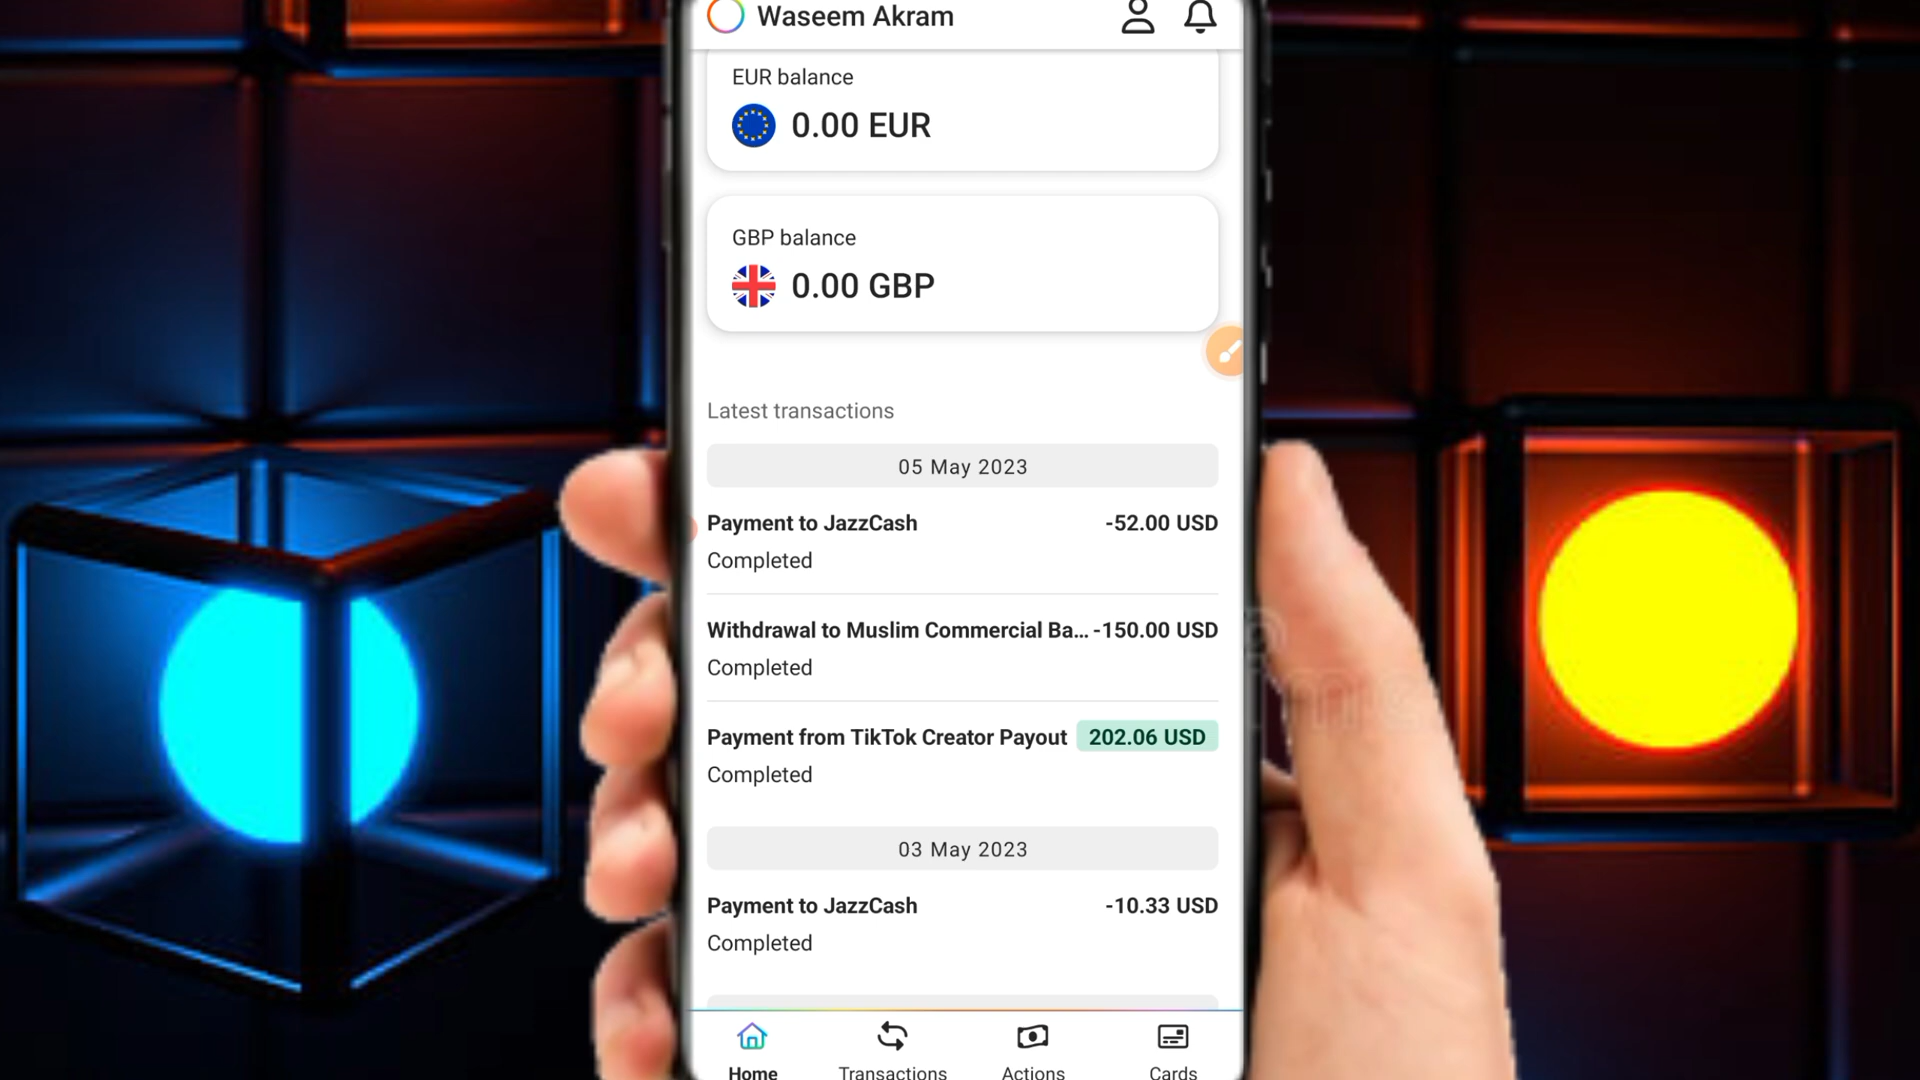 Waseem Akram
EUR balance
0.00 EUR
GBP balance
0.00 GBP
Latest transactions
05 May 2023
Payment to JazzCash -52.00 USD
Completed
Withdrawal to Muslim Commercial Ba... -150.00 USD
Completed
Payment from TikTok Creator Payout 202.06 USD
Completed
03 May 2023
Payment to JazzCash -10.33 USD
Completed
Home Transactions Actions Cards